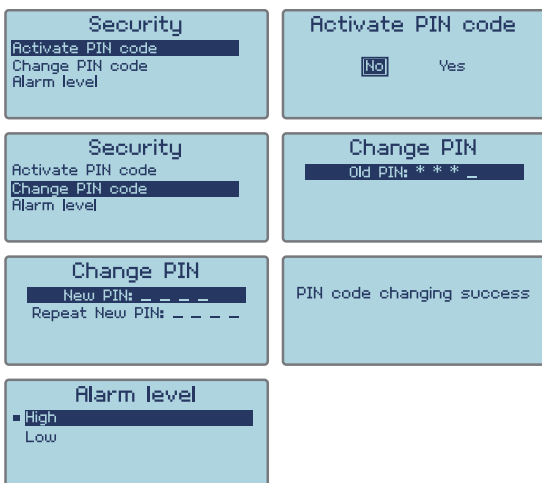 Security
Activate PIN code
Change PIN code
Alarm level
Activate PIN code
No Yes
Security
Activate PIN code
Change PIN code
Alarm level
Change PIN
Old PIN: * * * _
Change PIN
New PIN: _ _ _ _
Repeat New PIN: _ _ _ _
PIN code changing success
Alarm level
High
Low